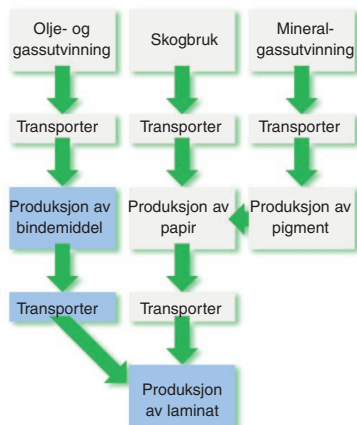 Olje- og
gassutvinning
Skogbruk
Mineral-
gassutvinning
Transporter
Transporter
Transporter
Produksjon av
bindemiddel
Produksjon av
papir
Produksjon av
pigment
Transporter
Transporter
Produksjon
av laminat